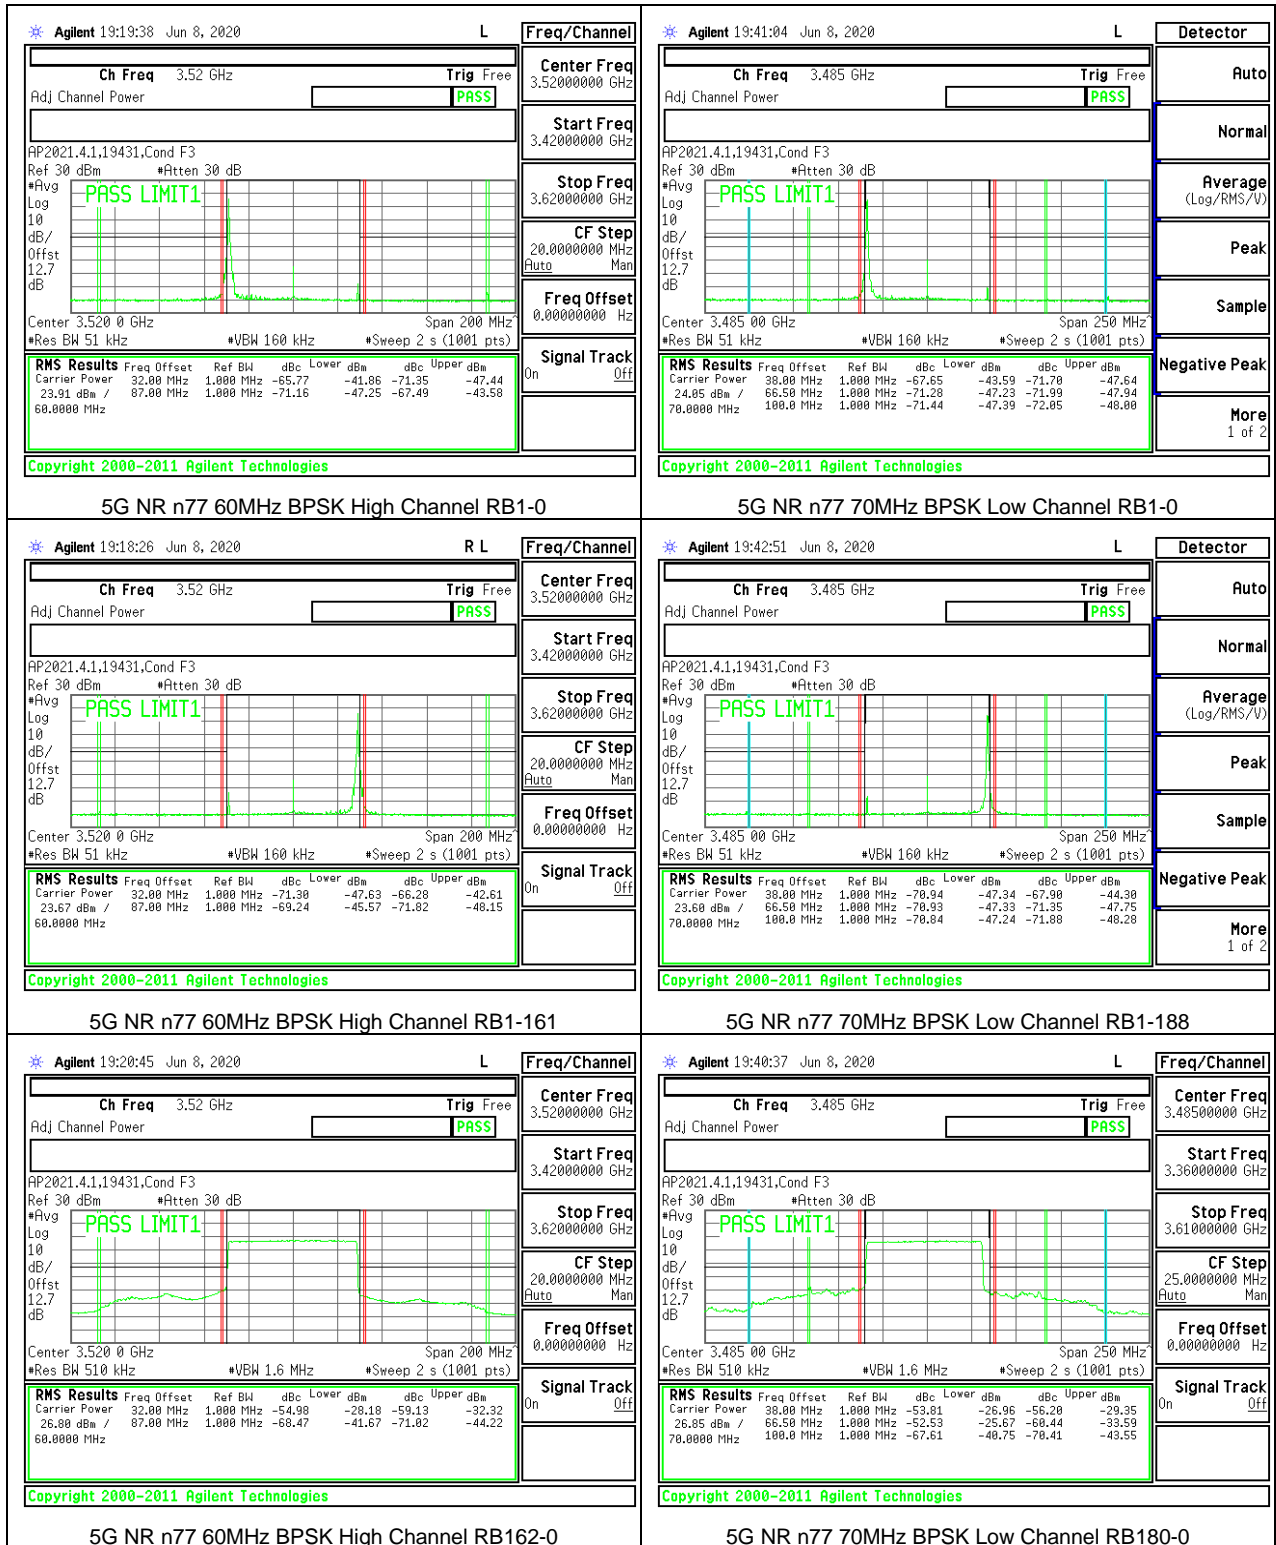 Agilent 19:19:38 Jun 8, 2020 L Freq/Channel
Ch Freq 3.52 GHz Trig Free
Adj Channel Power PASS
AP2021.4.1,19431,Cond F3
Ref 30 dBm #Atten 30 dB
#Avg
Log
10
dB/
Offst
12.7
dB
PASS LIMIT1
Center 3.520 0 GHz Span 200 MHz
#Res BW 51 kHz #VBW 160 kHz #Sweep 2 s (1001 pts)
RMS Results Freq Offset Ref BW dBc Lower dBm dBc Upper dBm
Carrier Power 32.00 MHz 1.000 MHz -65.77 -41.86 -71.35 -47.44
23.91 dBm / 87.00 MHz 1.000 MHz -71.16 -47.25 -67.49 -43.58
60.0000 MHz
Copyright 2000-2011 Agilent Technologies
Center Freq
3.52000000 GHz
Start Freq
3.42000000 GHz
Stop Freq
3.62000000 GHz
CF Step
20.0000000 MHz
Auto Man
Freq Offset
0.00000000 Hz
Signal Track
On Off
5G NR n77 60MHz BPSK High Channel RB1-0
Agilent 19:41:04 Jun 8, 2020 L Detector
Ch Freq 3.485 GHz Trig Free
Adj Channel Power PASS
AP2021.4.1,19431,Cond F3
Ref 30 dBm #Atten 30 dB
#Avg
Log
10
dB/
Offst
12.7
dB
PASS LIMIT1
Center 3.485 00 GHz Span 250 MHz
#Res BW 51 kHz #VBW 160 kHz #Sweep 2 s (1001 pts)
RMS Results Freq Offset Ref BW dBc Lower dBm dBc Upper dBm
Carrier Power 38.00 MHz 1.000 MHz -67.65 -43.59 -71.70 -47.64
24.05 dBm / 66.50 MHz 1.000 MHz -71.28 -47.23 -71.99 -47.94
70.0000 MHz 100.0 MHz 1.000 MHz -71.44 -47.39 -72.05 -48.00
Copyright 2000-2011 Agilent Technologies
Auto
Normal
Average
(Log/RMS/V)
Peak
Sample
Negative Peak
More
1 of 2
5G NR n77 70MHz BPSK Low Channel RB1-0
Agilent 19:18:26 Jun 8, 2020 R L Freq/Channel
Ch Freq 3.52 GHz Trig Free
Adj Channel Power PASS
AP2021.4.1,19431,Cond F3
Ref 30 dBm #Atten 30 dB
#Avg
Log
10
dB/
Offst
12.7
dB
PASS LIMIT1
Center 3.520 0 GHz Span 200 MHz
#Res BW 51 kHz #VBW 160 kHz #Sweep 2 s (1001 pts)
RMS Results Freq Offset Ref BW dBc Lower dBm dBc Upper dBm
Carrier Power 32.00 MHz 1.000 MHz -71.30 -47.63 -66.28 -42.61
23.67 dBm / 87.00 MHz 1.000 MHz -69.24 -45.57 -71.82 -48.15
60.0000 MHz
Copyright 2000-2011 Agilent Technologies
Center Freq
3.52000000 GHz
Start Freq
3.42000000 GHz
Stop Freq
3.62000000 GHz
CF Step
20.0000000 MHz
Auto Man
Freq Offset
0.00000000 Hz
Signal Track
On Off
5G NR n77 60MHz BPSK High Channel RB1-161
Agilent 19:42:51 Jun 8, 2020 L Detector
Ch Freq 3.485 GHz Trig Free
Adj Channel Power PASS
AP2021.4.1,19431,Cond F3
Ref 30 dBm #Atten 30 dB
#Avg
Log
10
dB/
Offst
12.7
dB
PASS LIMIT1
Center 3.485 00 GHz Span 250 MHz
#Res BW 51 kHz #VBW 160 kHz #Sweep 2 s (1001 pts)
RMS Results Freq Offset Ref BW dBc Lower dBm dBc Upper dBm
Carrier Power 38.00 MHz 1.000 MHz -70.94 -47.34 -67.90 -44.30
23.60 dBm / 66.50 MHz 1.000 MHz -70.93 -47.33 -71.35 -47.75
70.0000 MHz 100.0 MHz 1.000 MHz -70.84 -47.24 -71.88 -48.28
Copyright 2000-2011 Agilent Technologies
Auto
Normal
Average
(Log/RMS/V)
Peak
Sample
Negative Peak
More
1 of 2
5G NR n77 70MHz BPSK Low Channel RB1-188
Agilent 19:20:45 Jun 8, 2020 L Freq/Channel
Ch Freq 3.52 GHz Trig Free
Adj Channel Power PASS
AP2021.4.1,19431,Cond F3
Ref 30 dBm #Atten 30 dB
#Avg
Log
10
dB/
Offst
12.7
dB
PASS LIMIT1
Center 3.520 0 GHz Span 200 MHz
#Res BW 510 kHz #VBW 1.6 MHz #Sweep 2 s (1001 pts)
RMS Results Freq Offset Ref BW dBc Lower dBm dBc Upper dBm
Carrier Power 32.00 MHz 1.000 MHz -54.98 -28.18 -59.13 -32.32
26.80 dBm / 87.00 MHz 1.000 MHz -68.47 -41.67 -71.02 -44.22
60.0000 MHz
Copyright 2000-2011 Agilent Technologies
Center Freq
3.52000000 GHz
Start Freq
3.42000000 GHz
Stop Freq
3.62000000 GHz
CF Step
20.0000000 MHz
Auto Man
Freq Offset
0.00000000 Hz
Signal Track
On Off
5G NR n77 60MHz BPSK High Channel RB162-0
Agilent 19:40:37 Jun 8, 2020 L Freq/Channel
Ch Freq 3.485 GHz Trig Free
Adj Channel Power PASS
AP2021.4.1,19431,Cond F3
Ref 30 dBm #Atten 30 dB
#Avg
Log
10
dB/
Offst
12.7
dB
PASS LIMIT1
Center 3.485 00 GHz Span 250 MHz
#Res BW 510 kHz #VBW 1.6 MHz #Sweep 2 s (1001 pts)
RMS Results Freq Offset Ref BW dBc Lower dBm dBc Upper dBm
Carrier Power 38.00 MHz 1.000 MHz -53.81 -26.96 -56.20 -29.35
26.85 dBm / 66.50 MHz 1.000 MHz -52.53 -25.67 -60.44 -33.59
70.0000 MHz 100.0 MHz 1.000 MHz -67.61 -40.75 -70.41 -43.55
Copyright 2000-2011 Agilent Technologies
Center Freq
3.48500000 GHz
Start Freq
3.36000000 GHz
Stop Freq
3.61000000 GHz
CF Step
25.0000000 MHz
Auto Man
Freq Offset
0.00000000 Hz
Signal Track
On Off
5G NR n77 70MHz BPSK Low Channel RB180-0